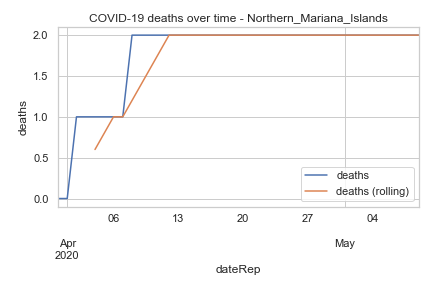 COVID-19 deaths over time - Northern_Mariana_Islands
deaths
2.0
1.5
1.0
0.5
0.0
deaths
deaths (rolling)
06 13 20 27 04
Apr May
2020
dateRep